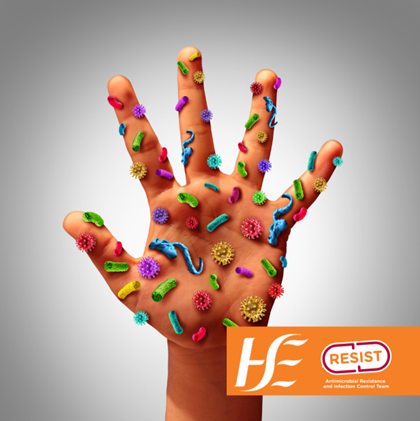 HSE
RESIST
Antimicrobial Resistance
and Infection Control Team